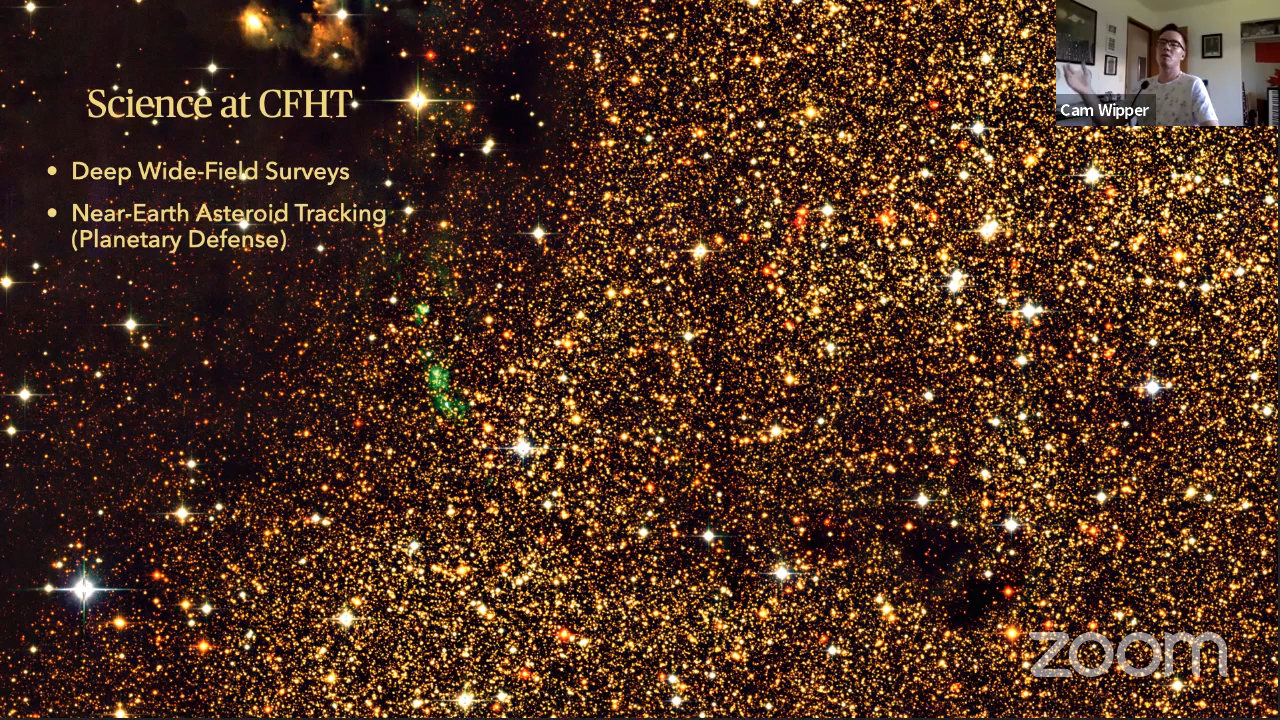 Science at CFHT
• Deep Wide-Field Surveys
• Near-Earth Asteroid Tracking
(Planetary Defense)
Cam Wipper
zoom